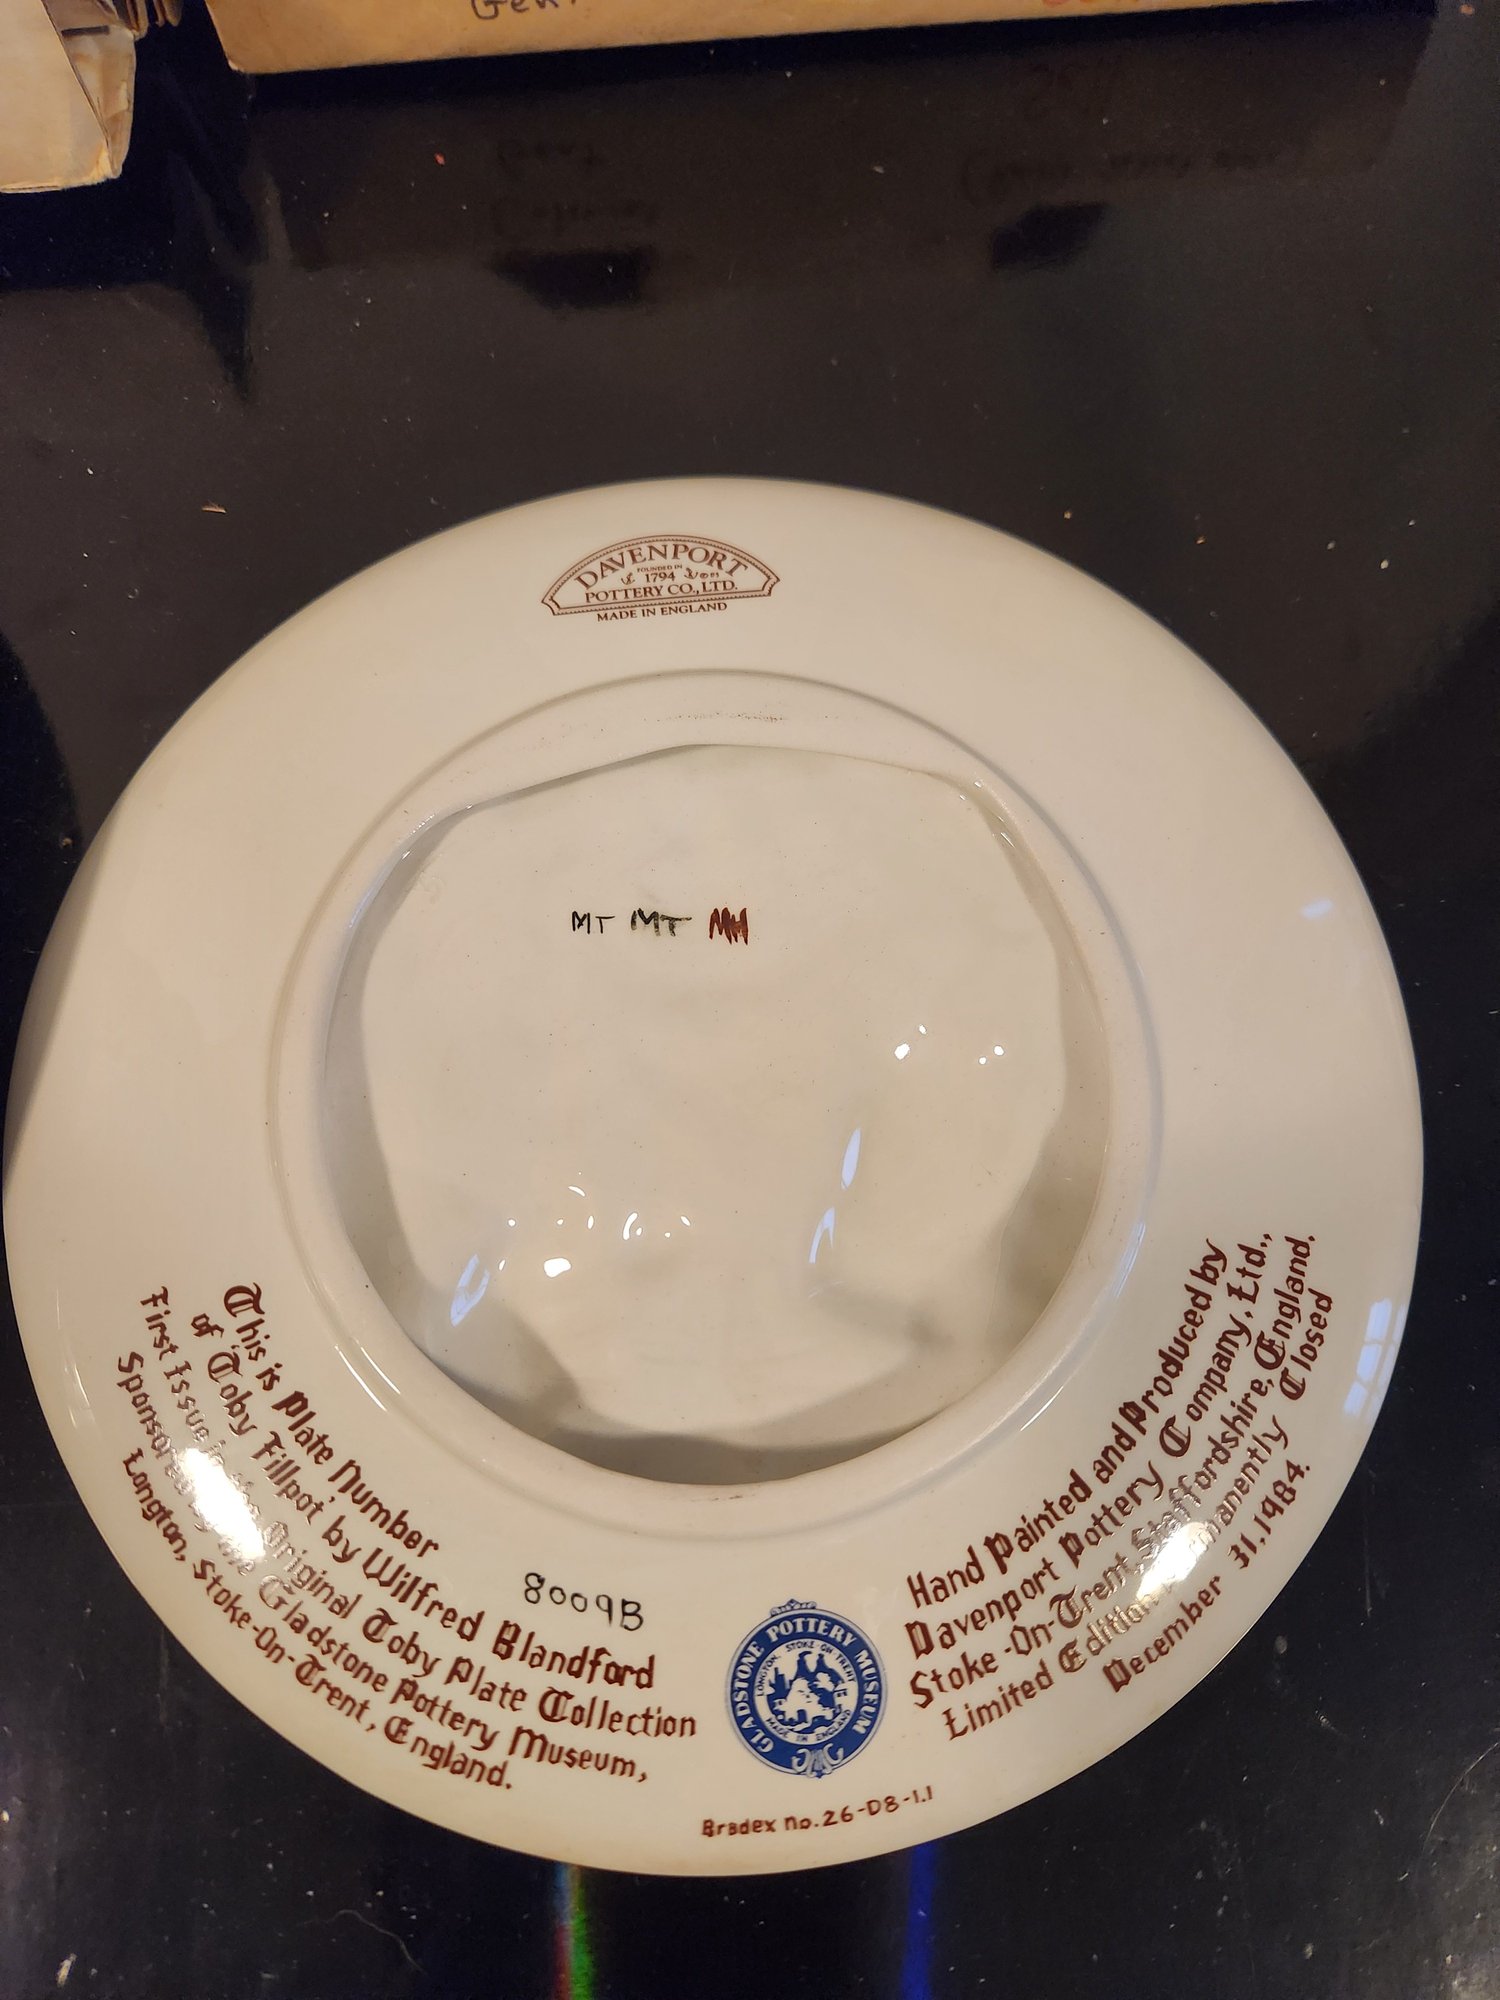 Gen.
DAVENPORT
FOUNDED IN
1794
POTTERY CO., LTD.
MADE IN ENGLAND
MT MT MH
This is Plate Number
8009B
of 'Toby Fillpot' by Wilfred Blandford
First Issue in the Original Toby Plate Collection
Sponsored by the Gladstone Pottery Museum,
Longton, Stoke-On-Trent, England.
GLADSTONE POTTERY MUSEUM
LONGTON STOKE ON TRENT
MADE IN ENGLAND
Hand Painted and Produced by
Davenport Pottery Company, Ltd.,
Stoke-On-Trent, Staffordshire, England.
Limited Edition Permanently Closed
December 31, 1984.
Bradex No. 26-D8-1.1